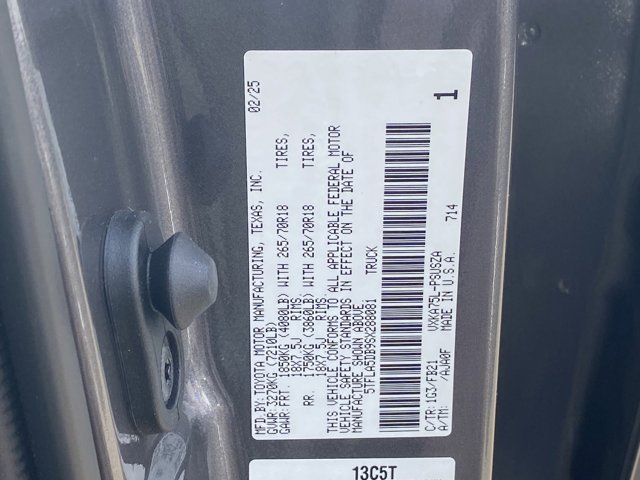 MFD.BY:TOYOTA MOTOR MANUFACTURING, TEXAS, INC. 02/25
GVWR:3270KG (7210LB)
GAWR:FRT. 1850KG (4080LB) WITH 265/70R18 TIRES,
18X7.5J RIMS
RR. 1750KG (3860LB) WITH 265/70R18 TIRES,
18X7.5J RIMS
THIS VEHICLE CONFORMS TO ALL APPLICABLE FEDERAL MOTOR
VEHICLE SAFETY STANDARDS IN EFFECT ON THE DATE OF
MANUFACTURE SHOWN ABOVE.
5TFLA5DB9SX288081 TRUCK
C/TR: 1G3/FB21 VXKA75L-PSUSZA 714
A/TM: /AJA0F MADE IN U.S.A.
1
13C5T